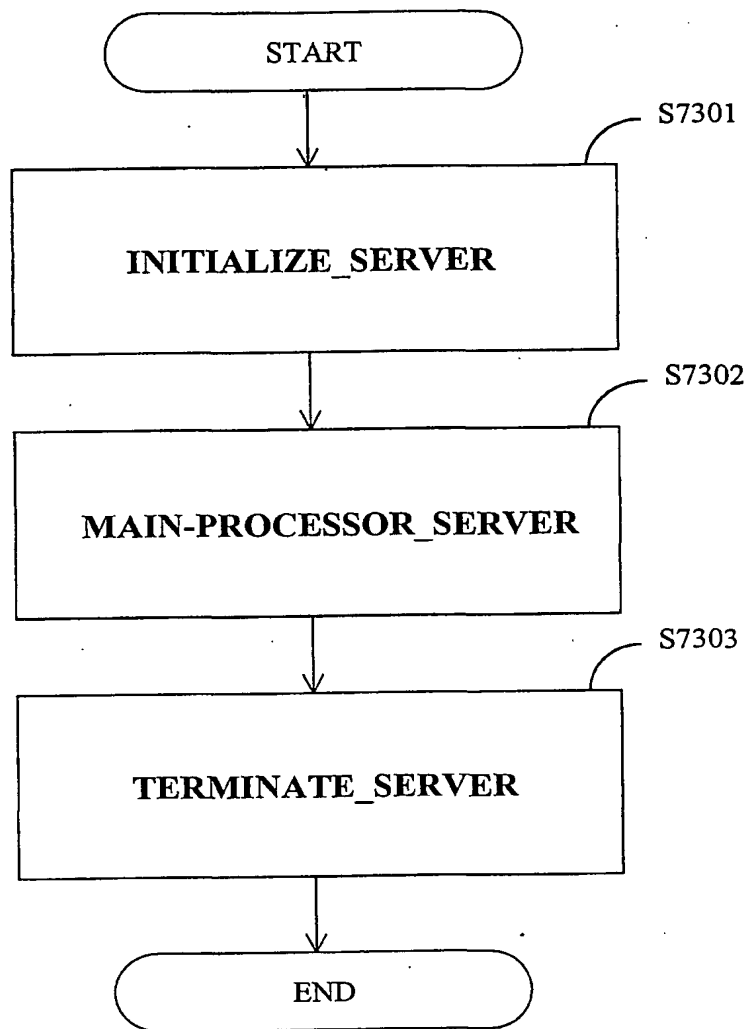 START
S7301
INITIALIZE_SERVER
S7302
MAIN-PROCESSOR_SERVER
S7303
TERMINATE_SERVER
END